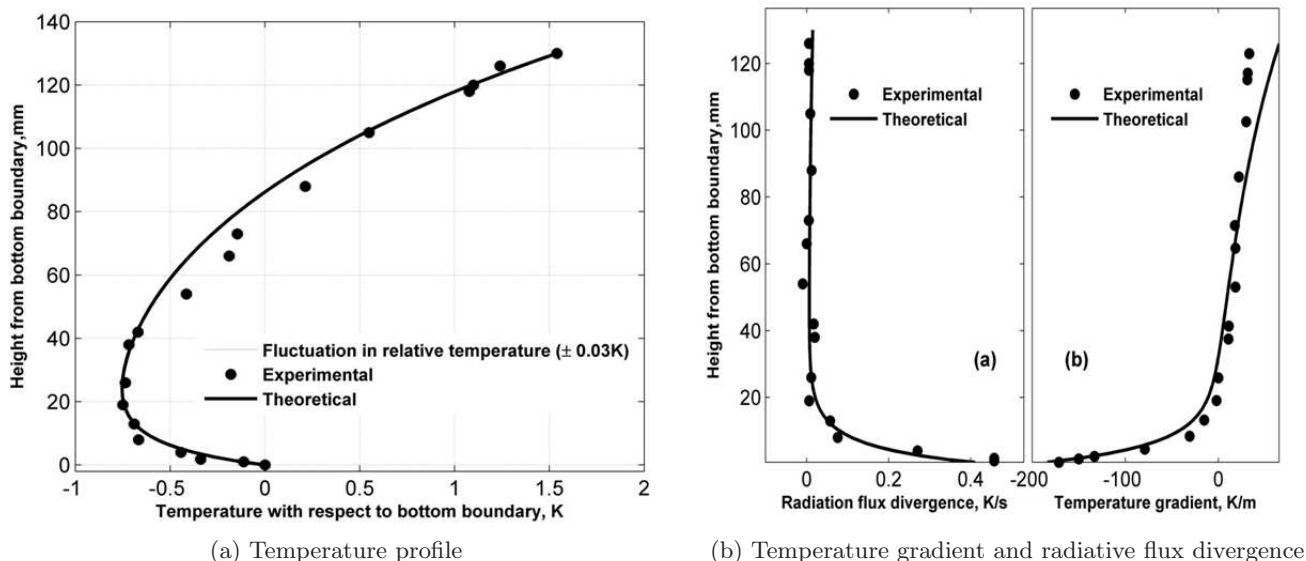 140
120
100
80
60
40
20
0
Height from bottom boundary,mm
Fluctuation in relative temperature (± 0.03K)
Experimental
Theoretical
-1 -0.5 0 0.5 1 1.5 2
Temperature with respect to bottom boundary, K
(a) Temperature profile
120
100
80
60
40
20
Height from bottom boundary,mm
Experimental
Theoretical
(a)
0 0.2
Radiation flux divergence, K/s
Experimental
Theoretical
(b)
-200 -100 0
Temperature gradient, K/m
(b) Temperature gradient and radiative flux divergence